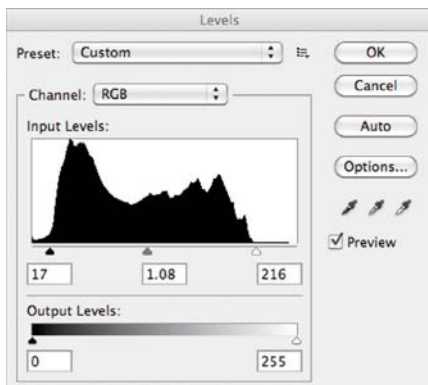 Levels
Preset: Custom
OK
Cancel
Channel: RGB
Auto
Input Levels:
Options...
Preview
17 1.08 216
Output Levels:
0 255